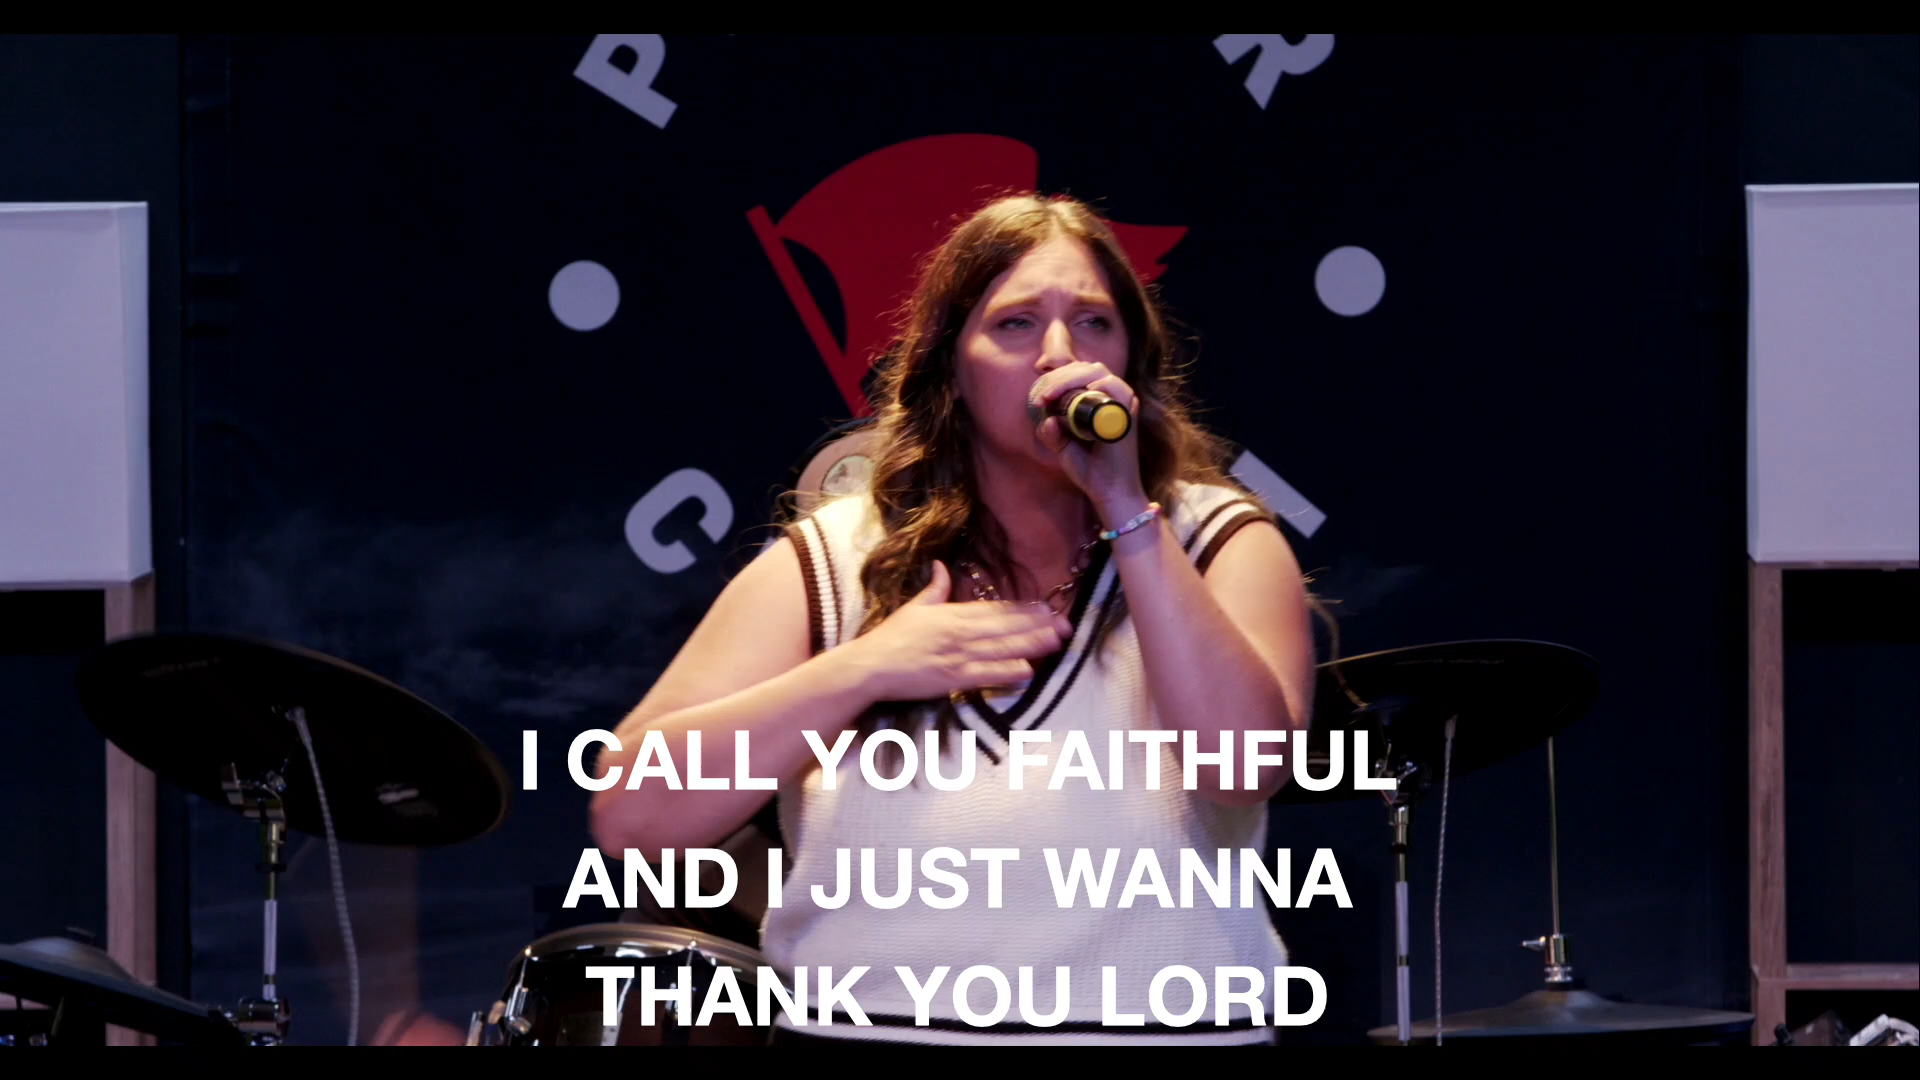 P R
I CALL YOU FAITHFUL
AND I JUST WANNA
THANK YOU LORD